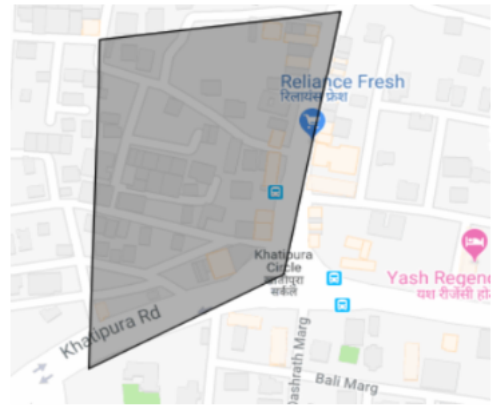 Reliance Fresh
रिलायंस फ्रेश
Khatipura
Circle
खातीपुरा
सर्किल
Yash Regen
यश रीजेंसी हो
Khatipura Rd
Dashrath Marg
Bali Marg